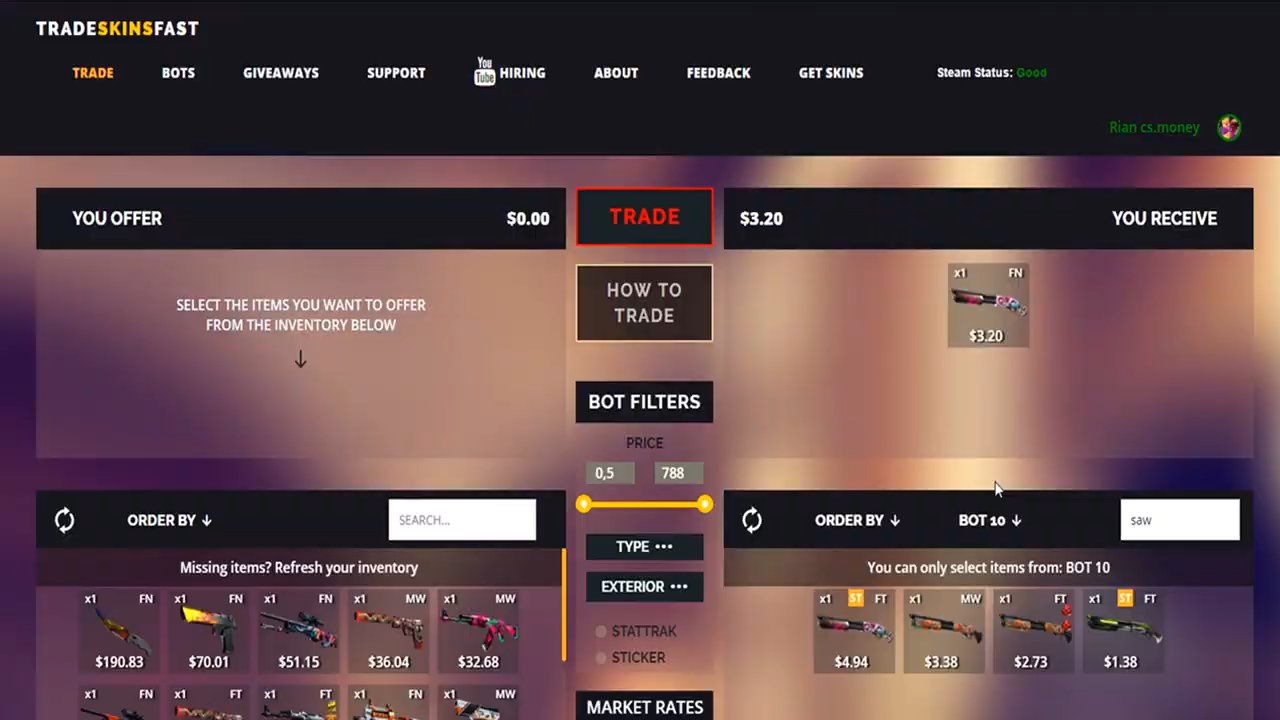 TRADESKINSFAST
TRADE BOTS GIVEAWAYS SUPPORT You Tube HIRING ABOUT FEEDBACK GET SKINS Steam Status: Good
Rian cs.money
YOU OFFER $0.00
TRADE
$3.20 YOU RECEIVE
SELECT THE ITEMS YOU WANT TO OFFER
FROM THE INVENTORY BELOW
HOW TO
TRADE
x1 FN
$3.20
BOT FILTERS
PRICE
0,5 788
ORDER BY SEARCH...
TYPE •••
EXTERIOR •••
STATTRAK
STICKER
MARKET RATES
ORDER BY BOT 10 saw
Missing items? Refresh your inventory
You can only select items from: BOT 10
x1 FN x1 FN x1 FN x1 MW x1 MW
$190.83 $70.01 $51.15 $36.04 $32.68
x1 MW x1 FT x1 FT x1 FN x1 MW
x1 ST FT x1 MW x1 FT x1 ST FT
$4.94 $3.38 $2.73 $1.38